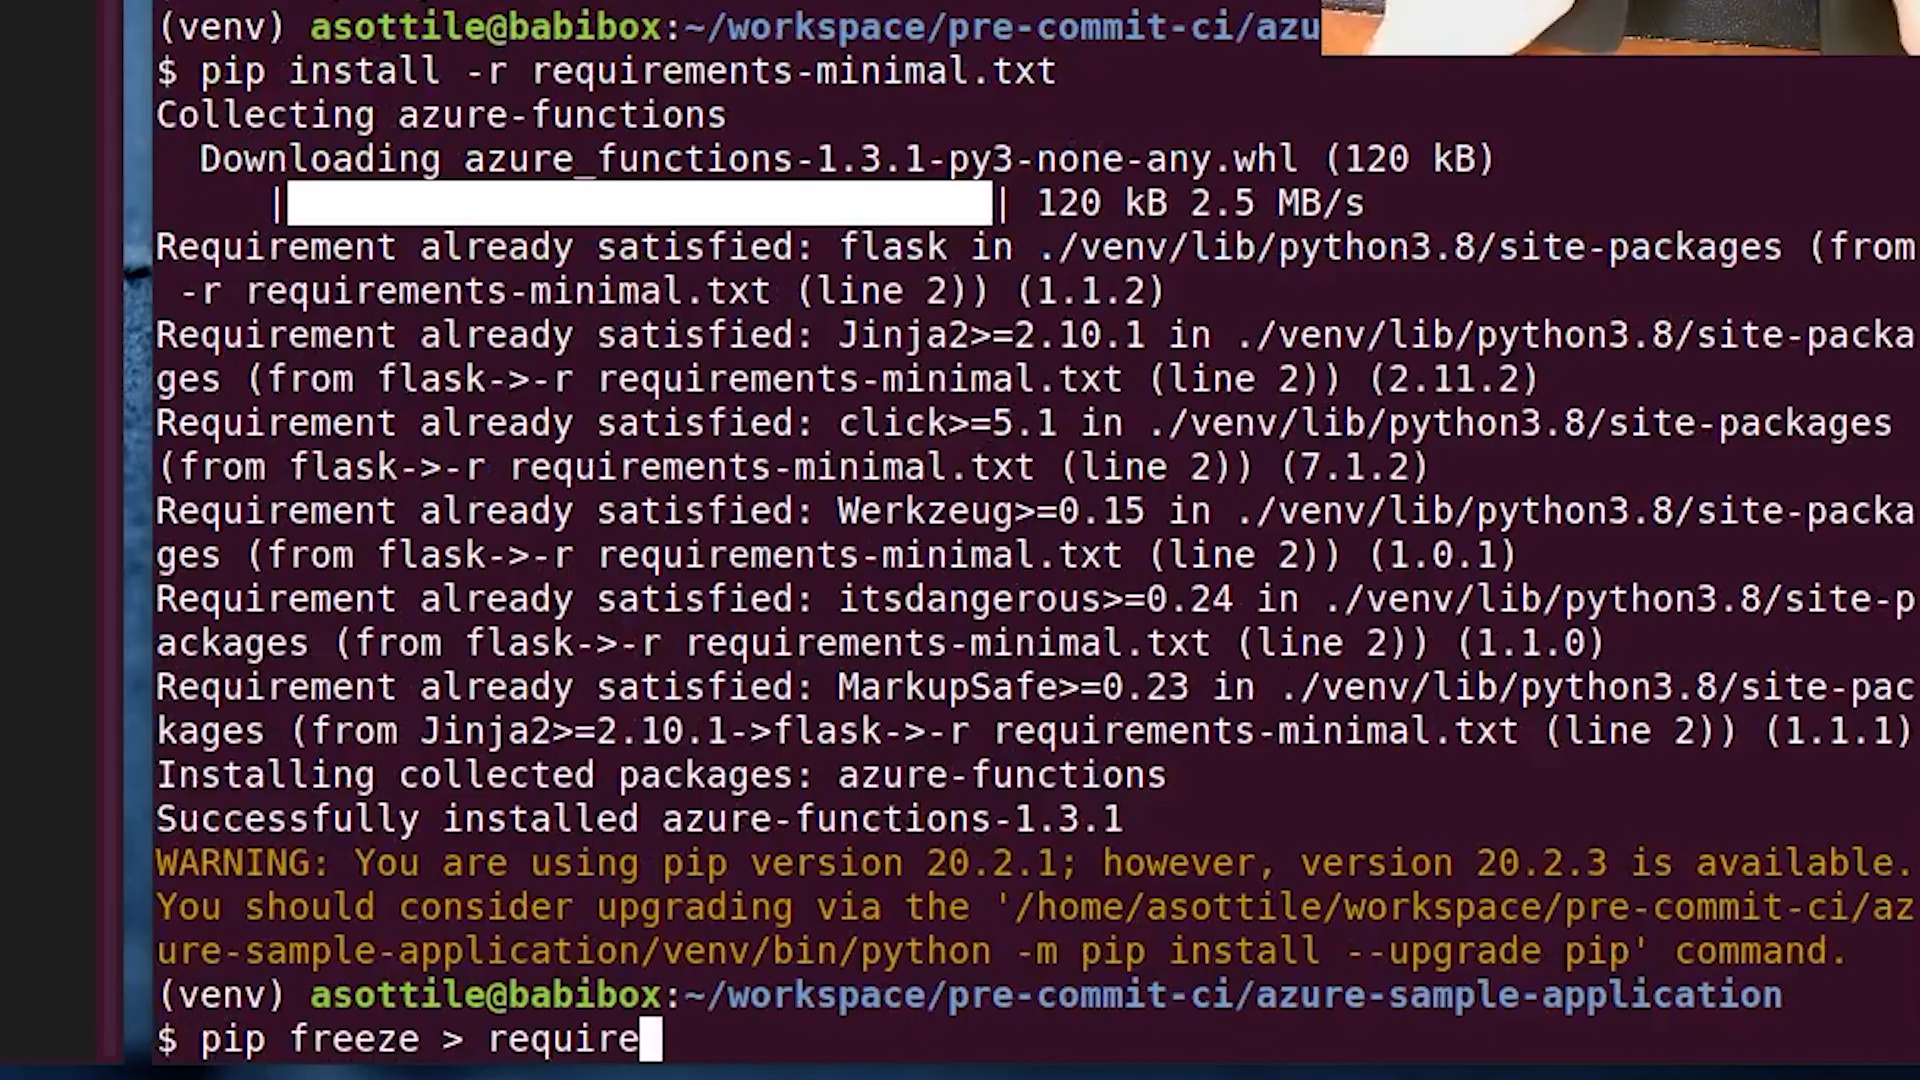 (venv) asottile@babibox:~/workspace/pre-commit-ci/azu
$ pip install -r requirements-minimal.txt
Collecting azure-functions
  Downloading azure_functions-1.3.1-py3-none-any.whl (120 kB)
     |████████████████████████████████| 120 kB 2.5 MB/s
Requirement already satisfied: flask in ./venv/lib/python3.8/site-packages (from
 -r requirements-minimal.txt (line 2)) (1.1.2)
Requirement already satisfied: Jinja2>=2.10.1 in ./venv/lib/python3.8/site-packa
ges (from flask->-r requirements-minimal.txt (line 2)) (2.11.2)
Requirement already satisfied: click>=5.1 in ./venv/lib/python3.8/site-packages
(from flask->-r requirements-minimal.txt (line 2)) (7.1.2)
Requirement already satisfied: Werkzeug>=0.15 in ./venv/lib/python3.8/site-packa
ges (from flask->-r requirements-minimal.txt (line 2)) (1.0.1)
Requirement already satisfied: itsdangerous>=0.24 in ./venv/lib/python3.8/site-p
ackages (from flask->-r requirements-minimal.txt (line 2)) (1.1.0)
Requirement already satisfied: MarkupSafe>=0.23 in ./venv/lib/python3.8/site-pac
kages (from Jinja2>=2.10.1->flask->-r requirements-minimal.txt (line 2)) (1.1.1)
Installing collected packages: azure-functions
Successfully installed azure-functions-1.3.1
WARNING: You are using pip version 20.2.1; however, version 20.2.3 is available.
You should consider upgrading via the '/home/asottile/workspace/pre-commit-ci/az
ure-sample-application/venv/bin/python -m pip install --upgrade pip' command.
(venv) asottile@babibox:~/workspace/pre-commit-ci/azure-sample-application
$ pip freeze > require